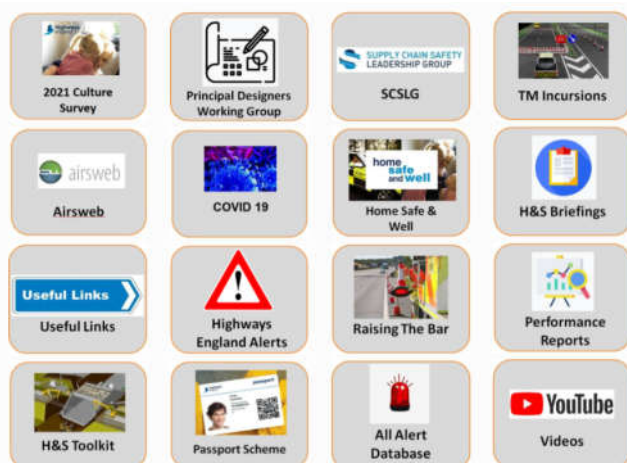 2021 Culture
Survey
Principal Designers
Working Group
SUPPLY CHAIN SAFETY
LEADERSHIP GROUP
SCSLG
TM Incursions
airsweb
Airsweb
COVID 19
home
safe
and well
Home Safe &
Well
H&S Briefings
Useful Links
Useful Links
Highways
England Alerts
Raising The Bar
Performance
Reports
H&S Toolkit
Passport Scheme
All Alert
Database
YouTube
Videos